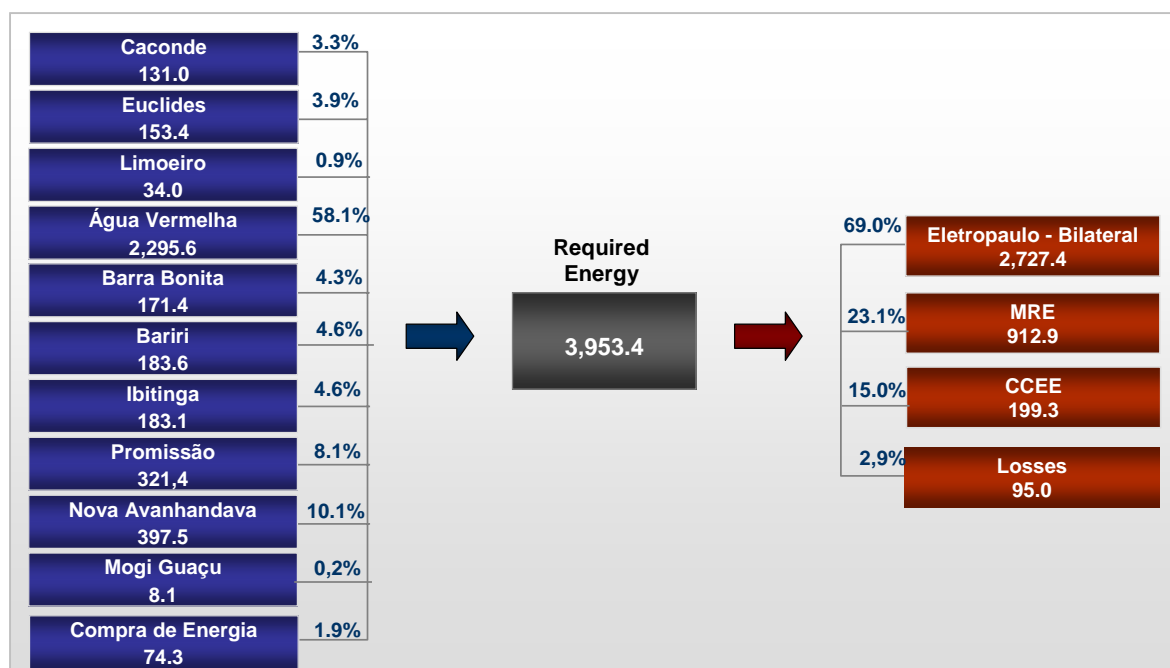 Caconde
131.0
3.3%
Euclides
153.4
3.9%
Limoeiro
34.0
0.9%
Água Vermelha
2,295.6
58.1%
Barra Bonita
171.4
4.3%
Bariri
183.6
4.6%
Ibitinga
183.1
4.6%
Promissão
321,4
8.1%
Nova Avanhandava
397.5
10.1%
Mogi Guaçu
8.1
0,2%
Compra de Energia
74.3
1.9%
Required
Energy
3,953.4
69.0%
Eletropaulo - Bilateral
2,727.4
23.1%
MRE
912.9
15.0%
CCEE
199.3
2,9%
Losses
95.0